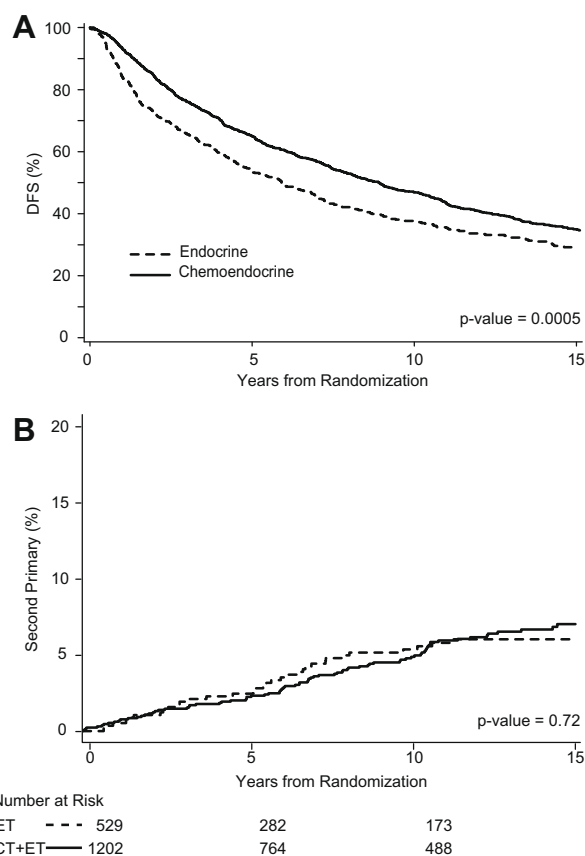 A
100
80
60
40
20
0
DFS (%)
Endocrine
Chemoendocrine
p-value = 0.0005
0 5 10 15
Years from Randomization
B
20
15
10
5
0
Second Primary (%)
p-value = 0.72
0 5 10 15
Years from Randomization
Number at Risk
ET 529 282 173
CT+ET 1202 764 488